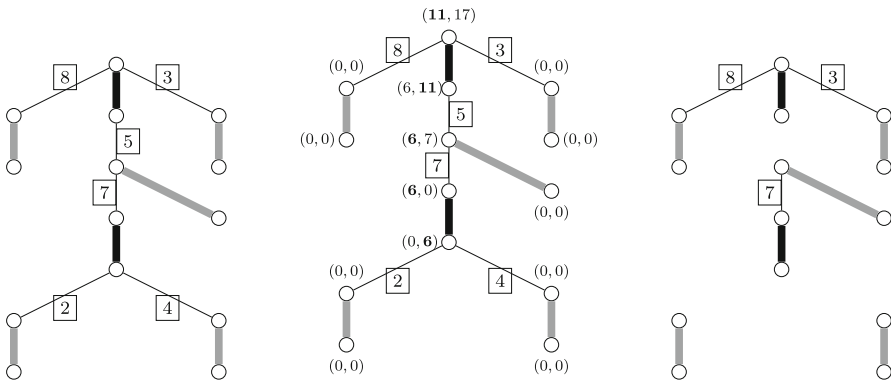 (11, 17)
8 3 8 3 8 3
(0, 0) (0, 0)
(6, 11)
5 5
(0, 0) (6, 7) (0, 0)
7 7 7
(6, 0) (0, 0)
(0, 6)
(0, 0) (0, 0)
2 4 2 4
(0, 0) (0, 0)